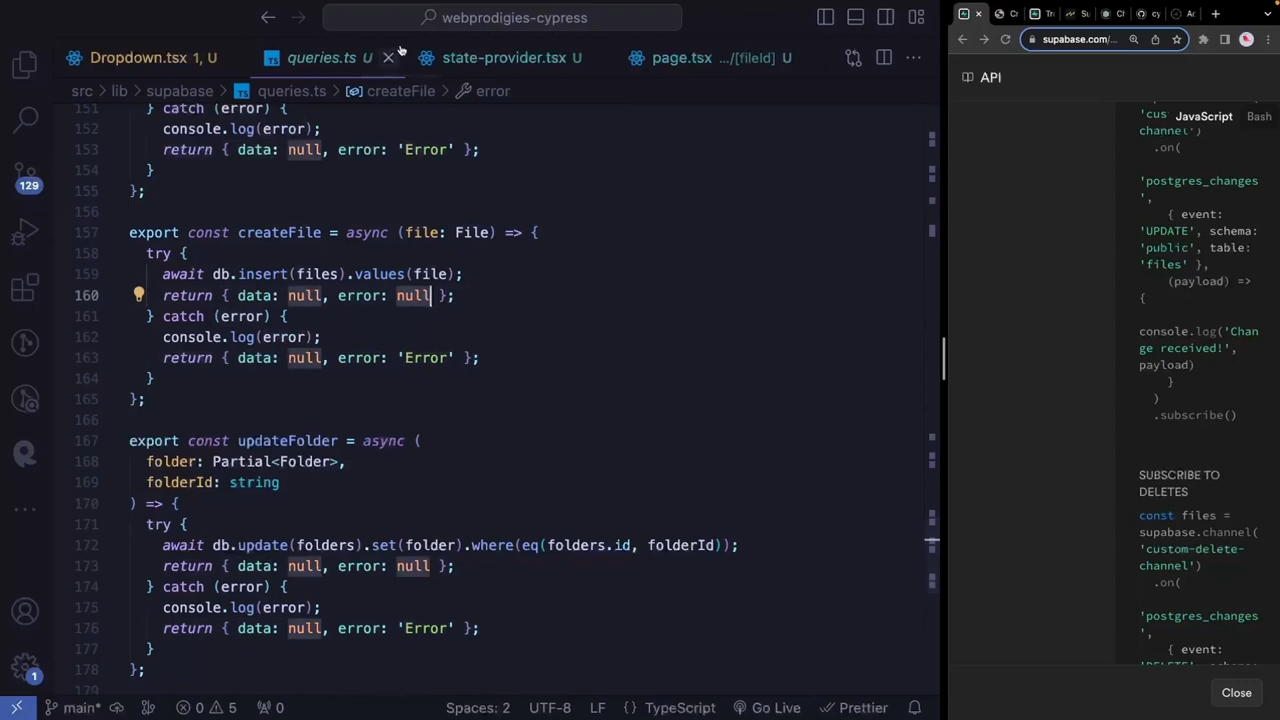 webprodigies-cypress
Dropdown.tsx 1, U
TS queries.ts U
state-provider.tsx U
page.tsx .../[fileId] U
src lib supabase TS queries.ts createFile error
151 } catch (error) {
152 console.log(error);
153 return { data: null, error: 'Error' };
154 }
155 };
156
157 export const createFile = async (file: File) => {
158 try {
159 await db.insert(files).values(file);
160 return { data: null, error: null };
161 } catch (error) {
162 console.log(error);
163 return { data: null, error: 'Error' };
164 }
165 };
166
167 export const updateFolder = async (
168 folder: Partial<Folder>,
169 folderId: string
170 ) => {
171 try {
172 await db.update(folders).set(folder).where(eq(folders.id, folderId));
173 return { data: null, error: null };
174 } catch (error) {
175 console.log(error);
176 return { data: null, error: 'Error' };
177 }
178 };
179
129
1
main* 0 5 0 Spaces: 2 UTF-8 LF {} TypeScript Go Live Prettier
supabase.com/...
API
JavaScript Bash
'cus
channel'
.on(
'postgres_changes
',
{ event:
'UPDATE', schema:
'public', table:
'files' },
(payload) =>
{
console.log('Chan
ge received!',
payload)
}
)
.subscribe()
SUBSCRIBE TO
DELETES
const files =
supabase.channel(
'custom-delete-
channel')
.on(
'postgres_changes
',
{ event:
Close